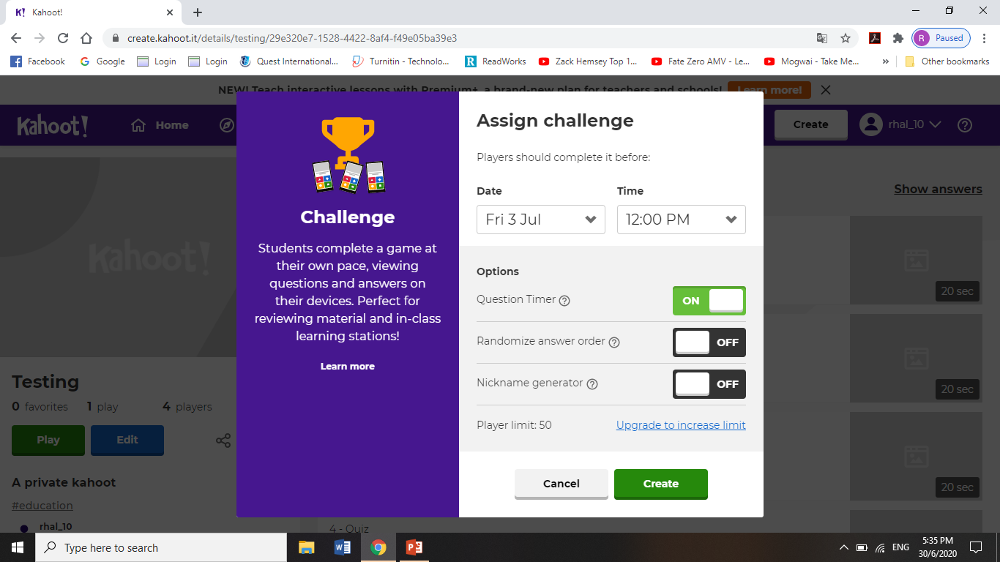 Kahoot!
create.kahoot.it/details/testing/29e320e7-1528-4422-8af4-f49e05ba39e3
R Paused
Facebook Google Login Login Quest International... Turnitin - Technolo... ReadWorks Zack Hemsey Top 1... Fate Zero AMV - Le... Mogwai - Take Me... » Other bookmarks
NEW! Teach interactive lessons with Premium+, a brand-new plan for teachers and schools! Learn more!
Kahoot! Home Create rhal_10
Kahoot!
Show answers
20 sec
20 sec
20 sec
Testing
0 favorites 1 play 4 players
Play Edit
A private kahoot
#education
rhal_10
4 - Quiz
Challenge
Students complete a game at
their own pace, viewing
questions and answers on
their devices. Perfect for
reviewing material and in-class
learning stations!
Learn more
Assign challenge
Players should complete it before:
Date Time
Fri 3 Jul 12:00 PM
Options
Question Timer ? ON
Randomize answer order ? OFF
Nickname generator ? OFF
Player limit: 50 Upgrade to increase limit
Cancel Create
Type here to search
ENG
5:35 PM
30/6/2020